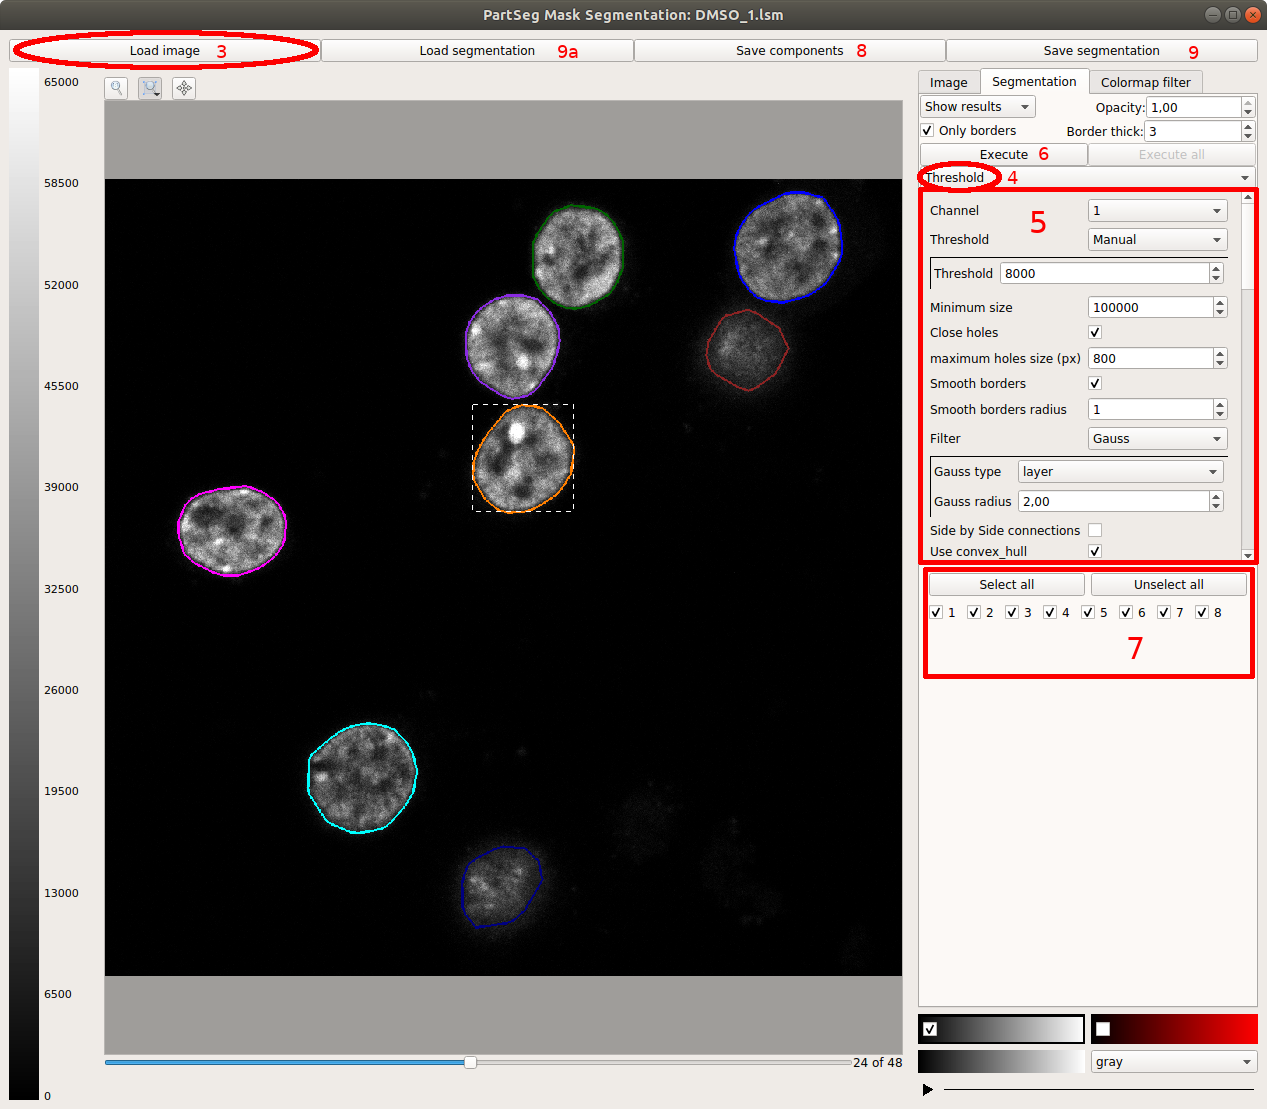 PartSeg Mask Segmentation: DMSO_1.lsm
Load image 3 Load segmentation 9a Save components 8 Save segmentation 9
65000
58500
52000
45500
39000
32500
26000
19500
13000
6500
0
24 of 48
Image Segmentation Colormap filter
Show results Opacity: 1,00
Only borders Border thick: 3
Execute 6 Execute all
Threshold 4
5
Channel 1
Threshold Manual
Threshold 8000
Minimum size 100000
Close holes
maximum holes size (px) 800
Smooth borders
Smooth borders radius 1
Filter Gauss
Gauss type layer
Gauss radius 2,00
Side by Side connections
Use convex_hull
Select all Unselect all
1 2 3 4 5 6 7 8
7
gray